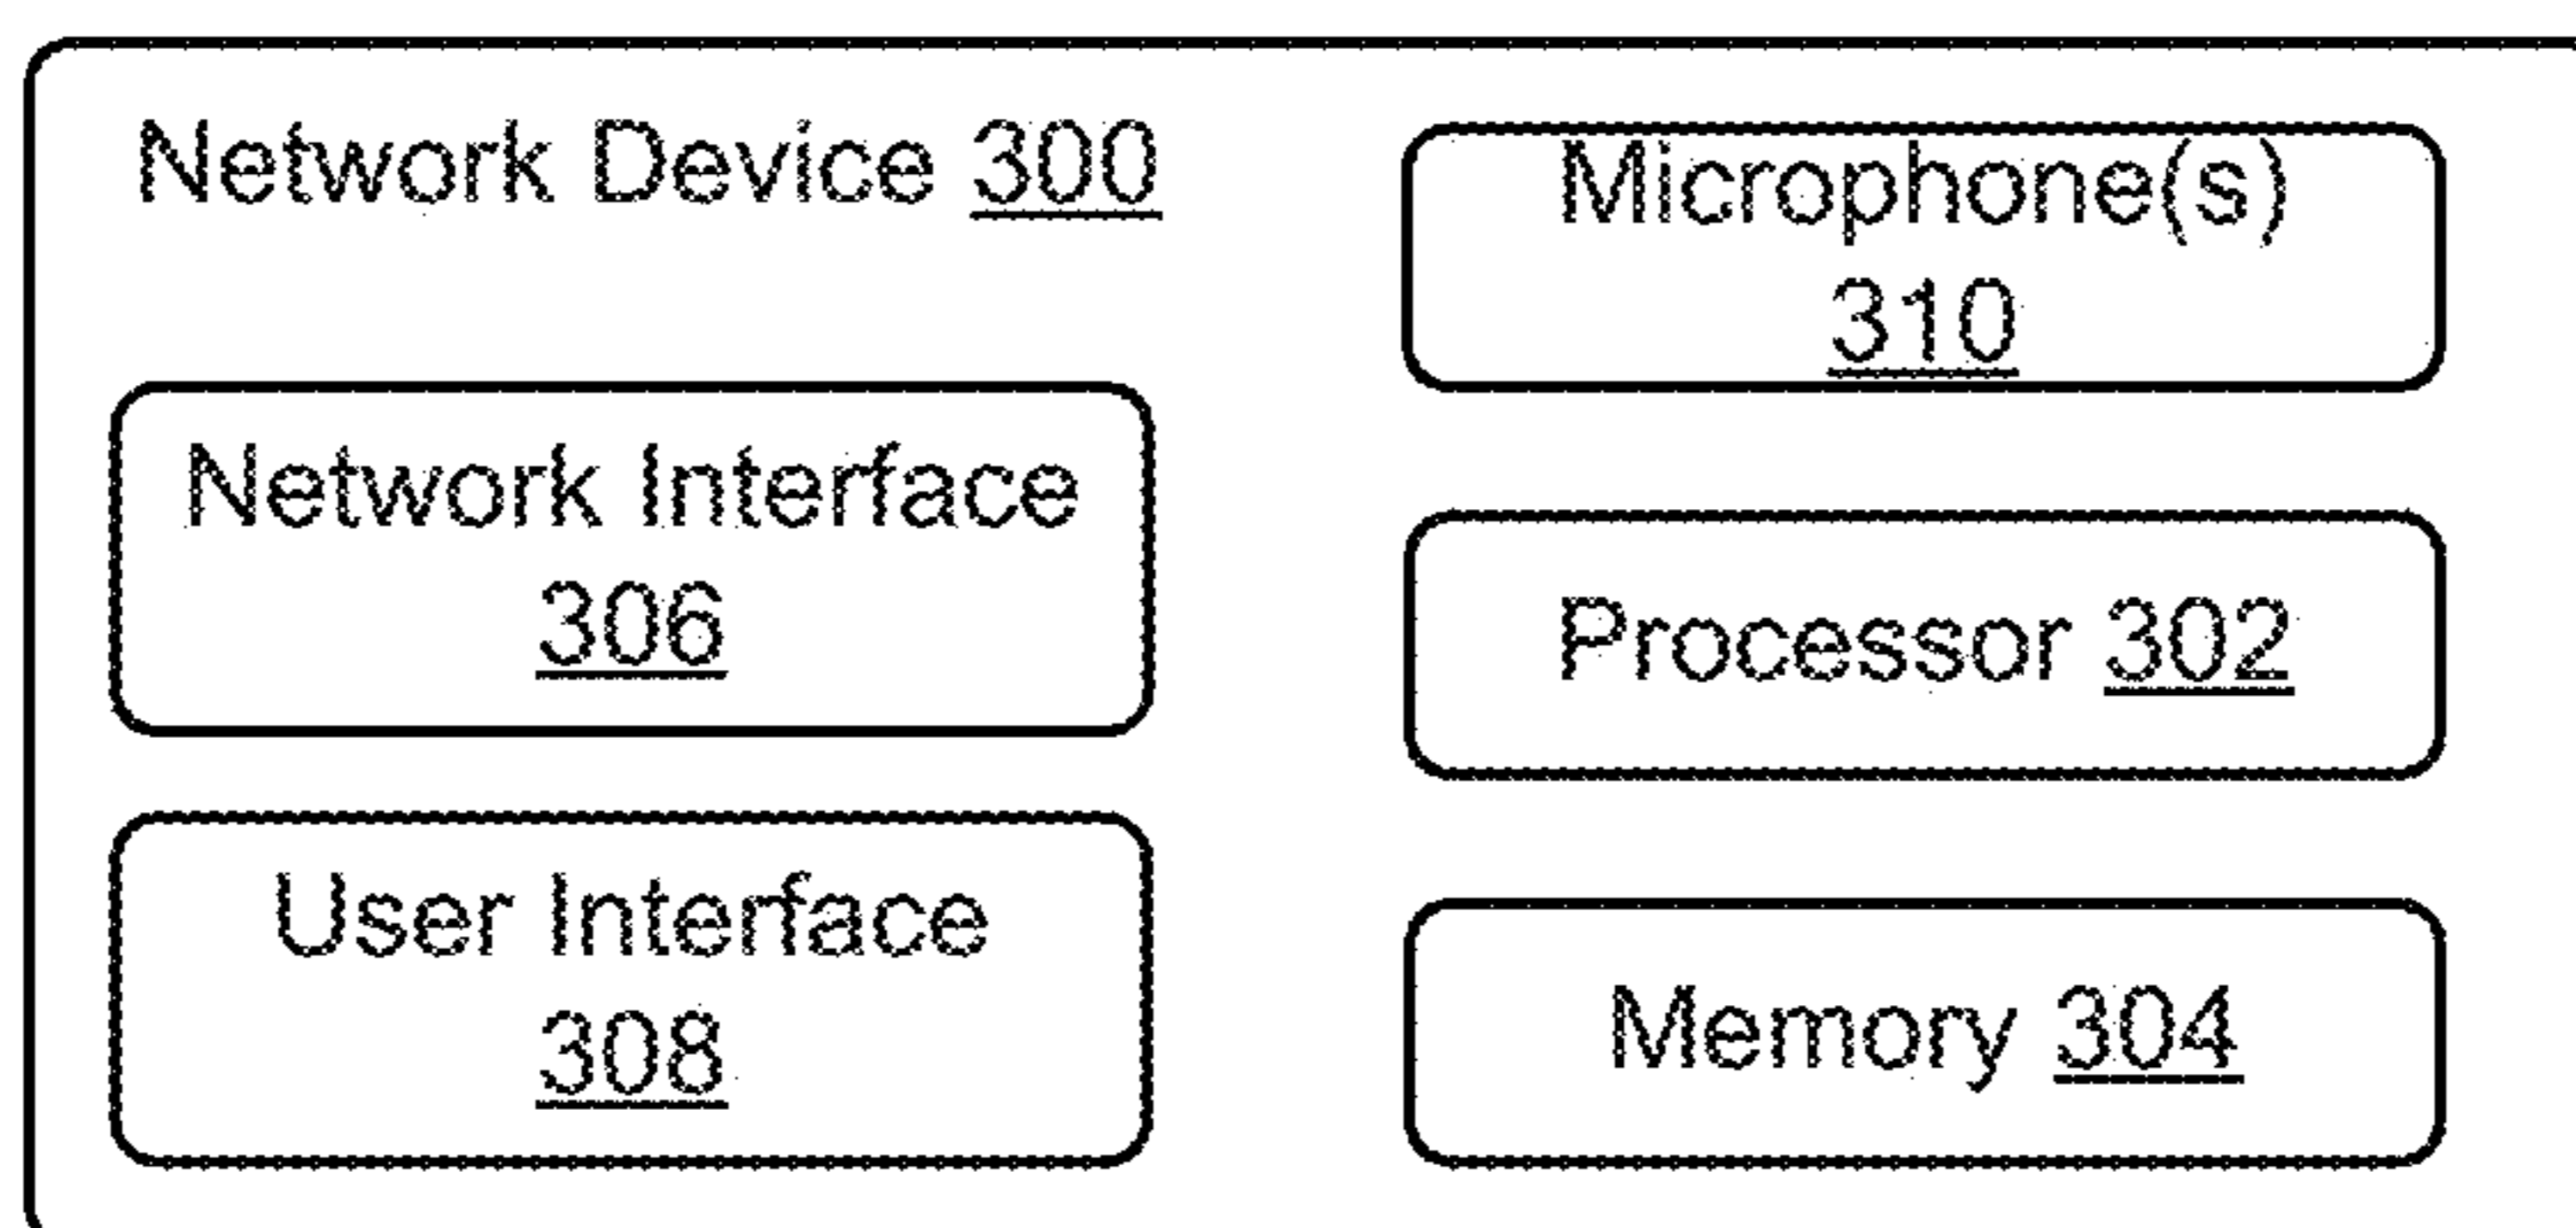 Network Device 300
Microphone(s)
310
Network Interface
306
Processor 302
User Interface
308
Memory 304